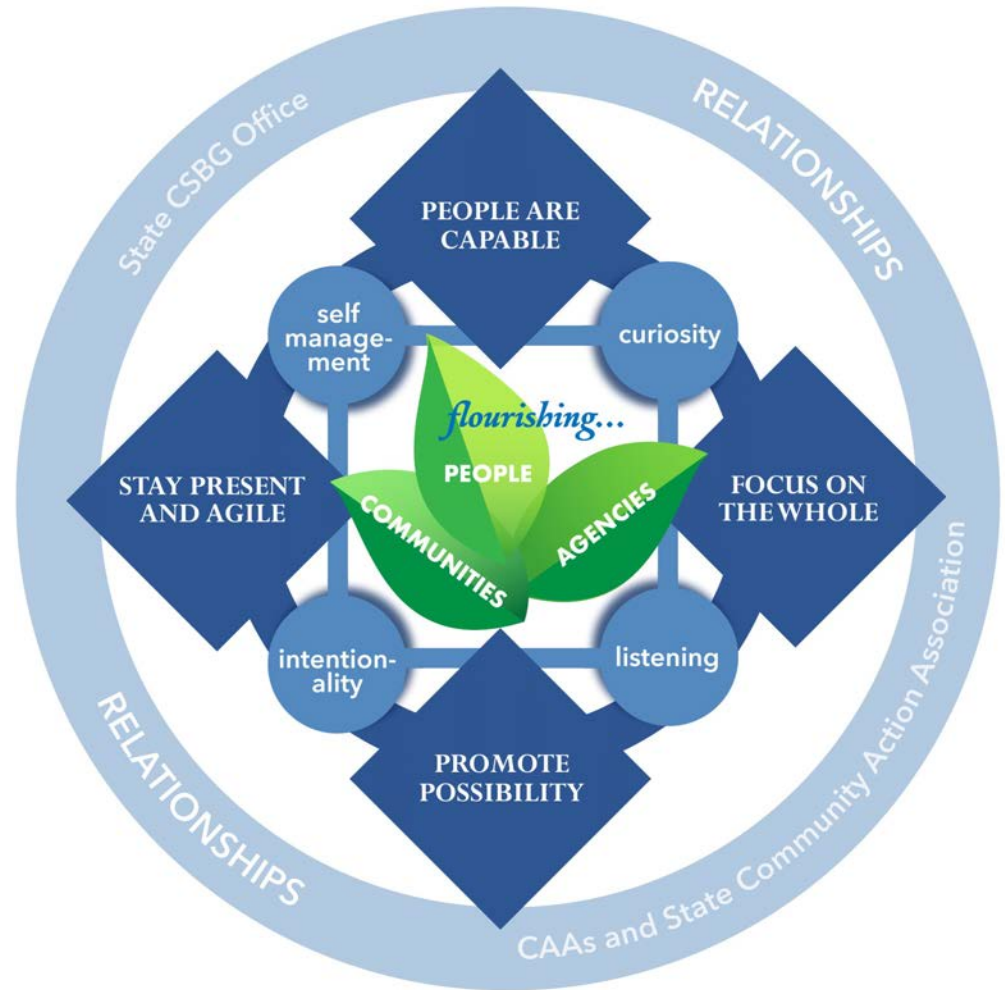 State CSBG Office
RELATIONSHIPS
PEOPLE ARE
CAPABLE
self
manage-
ment
curiosity
flourishing...
PEOPLE
COMMUNITIES
AGENCIES
STAY PRESENT
AND AGILE
FOCUS ON
THE WHOLE
intention-
ality
listening
PROMOTE
POSSIBILITY
RELATIONSHIPS
CAAs and State Community Action Association